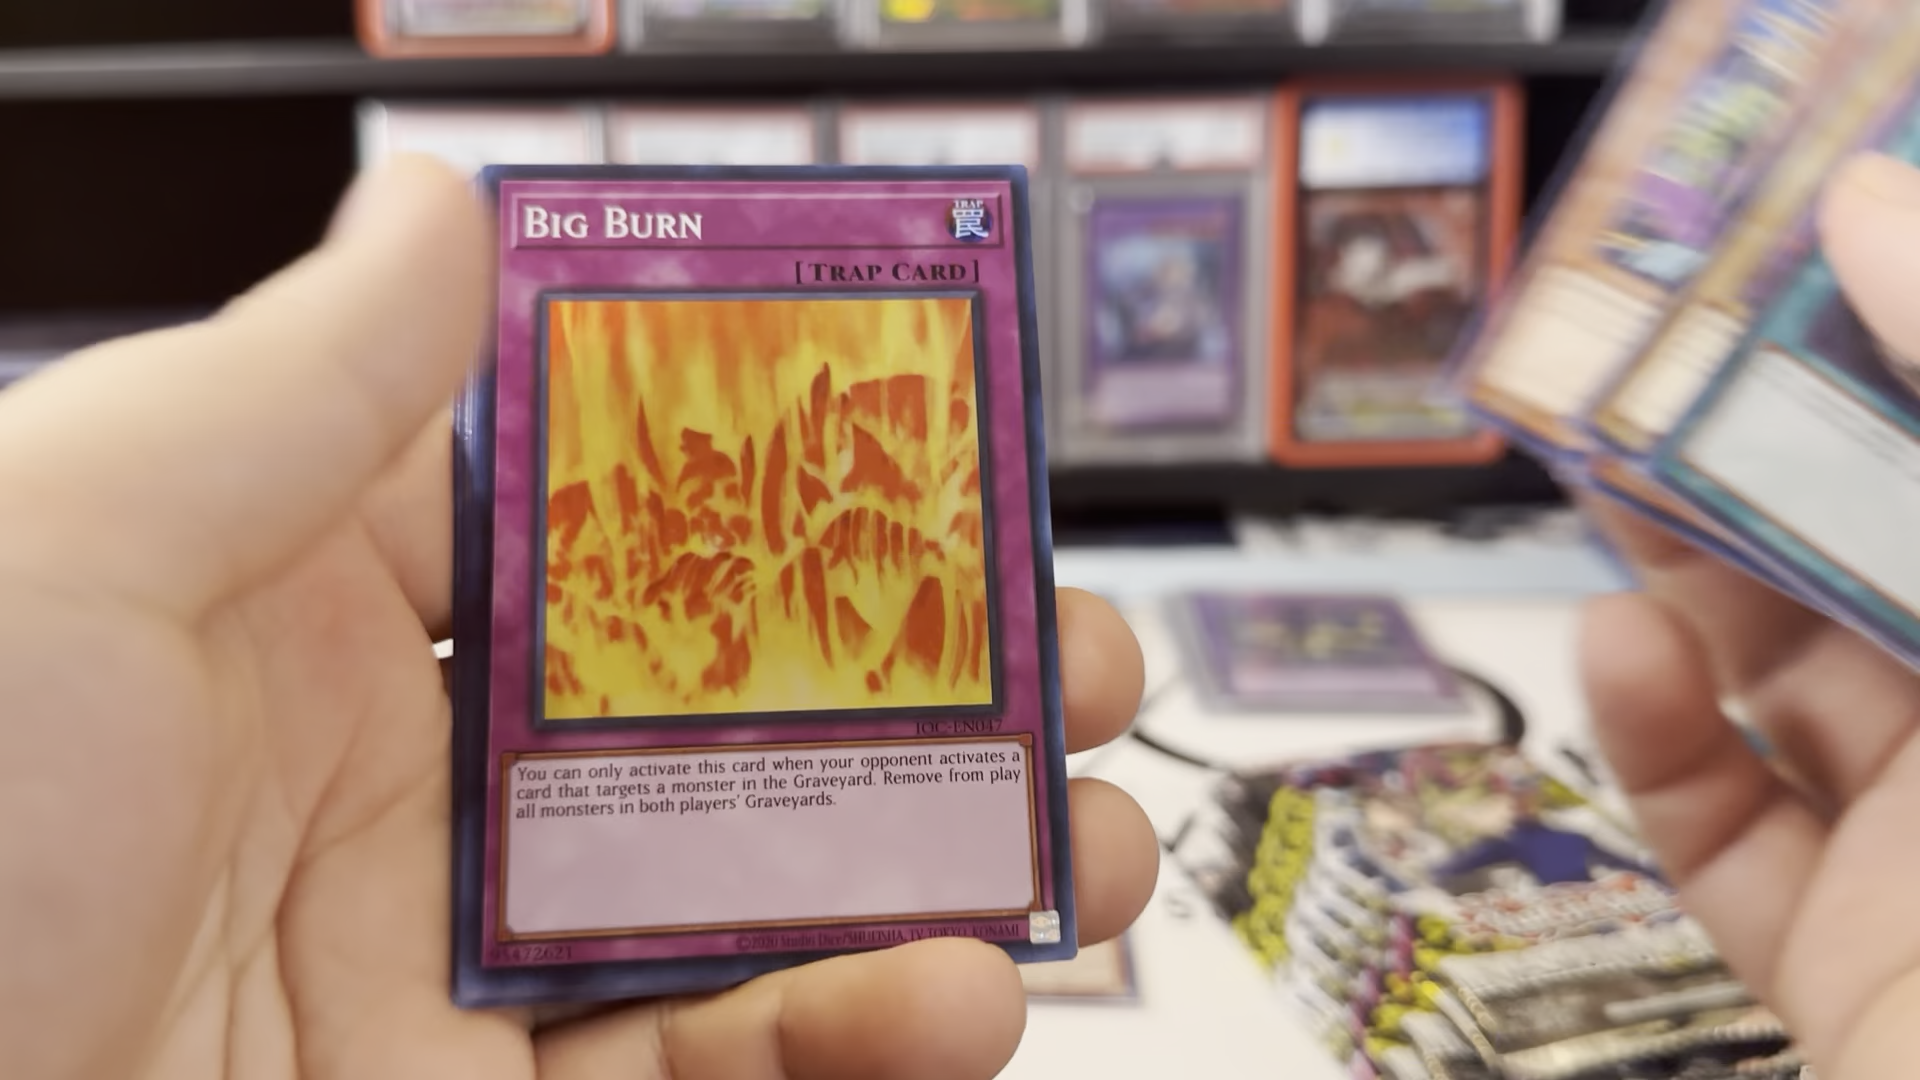 BIG BURN
TRAP
罠
[TRAP CARD]
IOC-EN047
You can only activate this card when your opponent activates a
card that targets a monster in the Graveyard. Remove from play
all monsters in both players' Graveyards.
95472621
©2020 Studio Dice/SHUEISHA, TV TOKYO, KONAMI